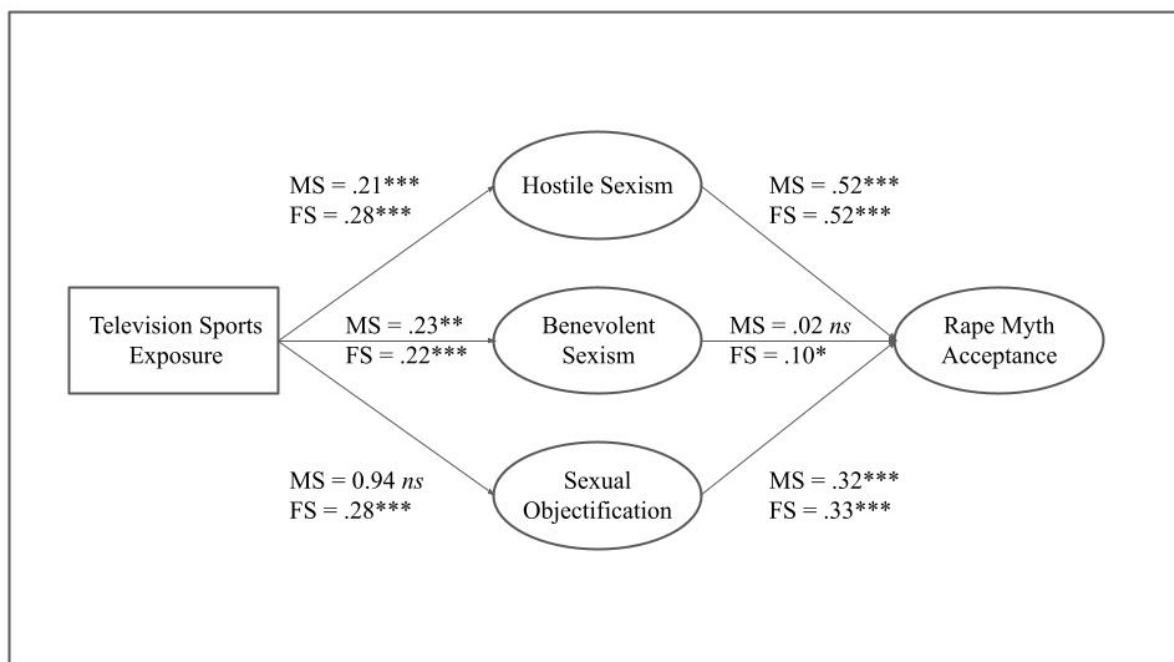 MS = .21***
FS = .28***
Hostile Sexism
MS = .52***
FS = .52***
Television Sports
Exposure
MS = .23**
FS = .22***
Benevolent
Sexism
MS = .02 ns
FS = .10*
Rape Myth
Acceptance
MS = 0.94 ns
FS = .28***
Sexual
Objectification
MS = .32***
FS = .33***